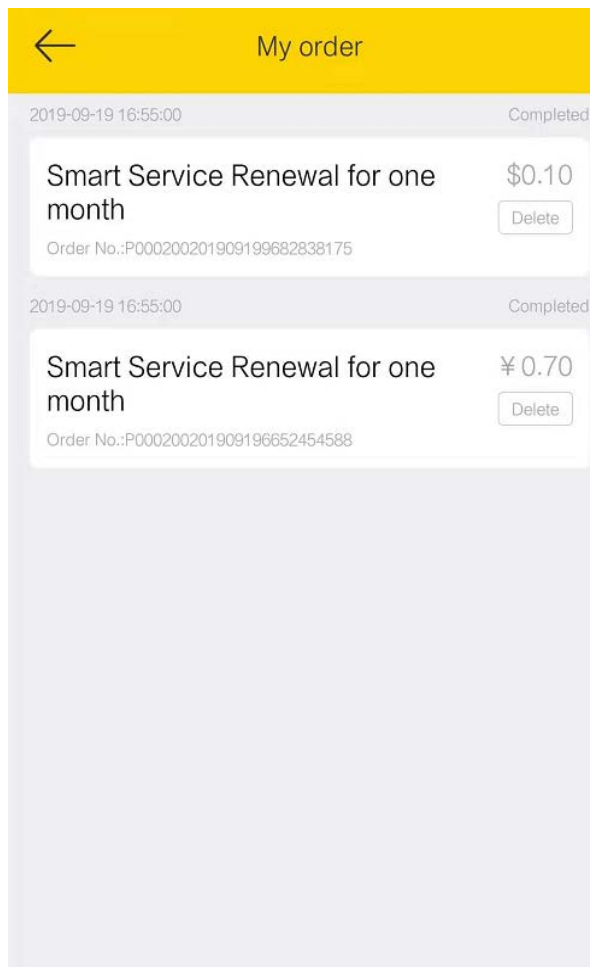 My order
2019-09-19 16:55:00 Completed
Smart Service Renewal for one
month
$0.10
Delete
Order No.:P0002002019091996828381​75
2019-09-19 16:55:00 Completed
Smart Service Renewal for one
month
¥ 0.70
Delete
Order No.:P000200201909196652454588